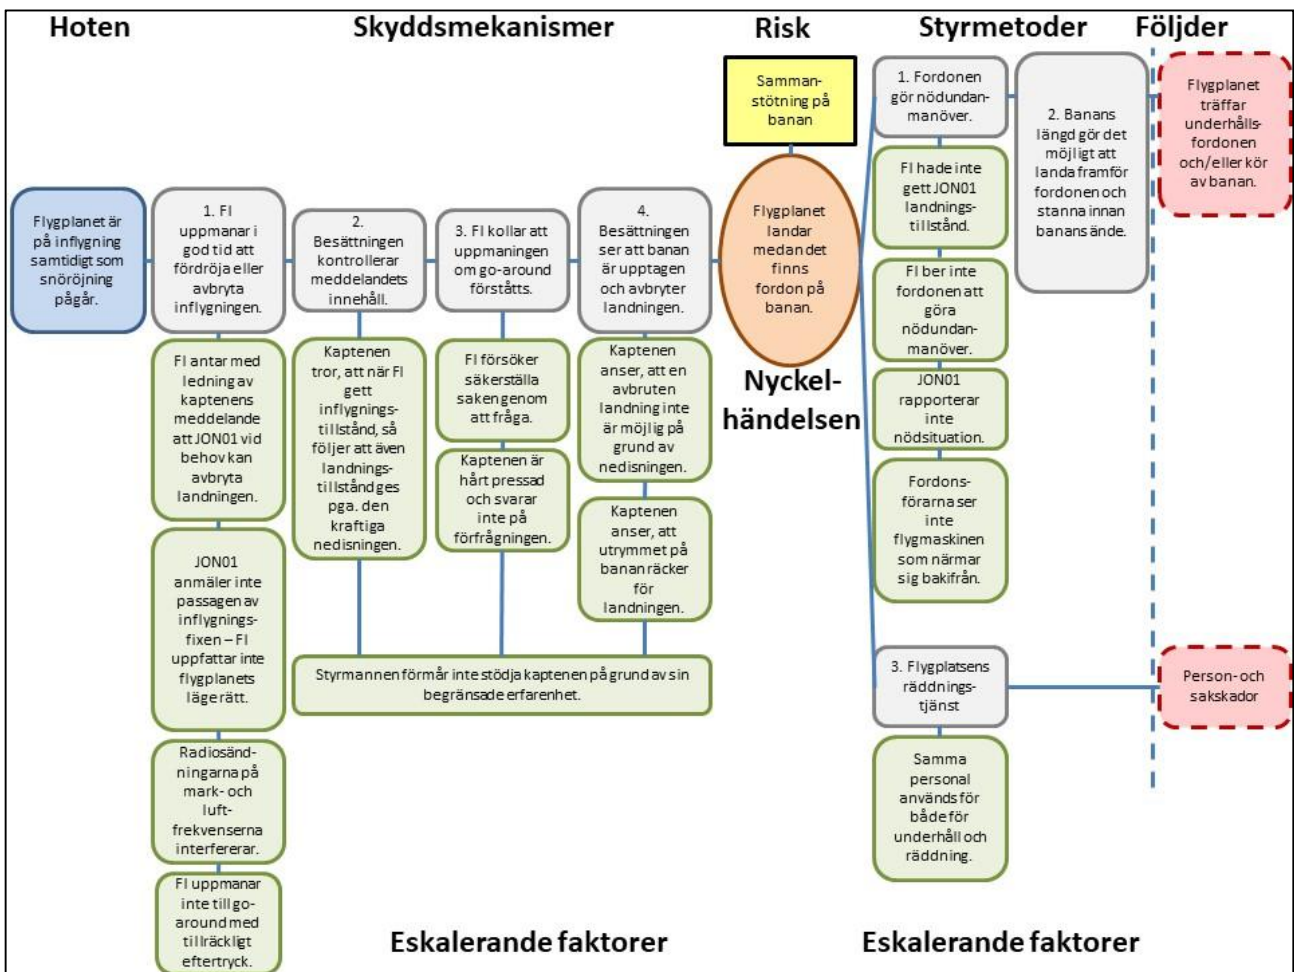 Hoten
Skyddsmekanismer
Risk
Styrmetoder
Följder
Flygplanet är
på inflygning
samtidigt som
snöröjning
pågår.
1. FI
uppmanar i
god tid att
fördröja eller
avbryta
inflygningen.
FI antar med
ledning av
kaptenens
meddelande
att JON01 vid
behov kan
avbryta
landningen.
JON01
anmäler inte
passagen av
inflygnings-
fixen – FI
uppfattar inte
flygplanets
läge rätt.
Radiosänd-
ningarna på
mark- och
luft-
frekvenserna
interfererar.
FI uppmanar
inte till go-
around med
tillräckligt
eftertryck.
2.
Besättningen
kontrollerar
meddelandets
innehåll.
Kaptenen
tror, att när FI
gett
inflygnings-
tillstånd, så
följer att även
landnings-
tillstånd ges
pga. den
kraftiga
nedisningen.
3. FI kollar att
uppmaningen
om go-around
förståtts.
FI försöker
säkerställa
saken genom
att fråga.
Kaptenen är
hårt pressad
och svarar
inte på
förfrågningen.
4.
Besättningen
ser att banan
är upptagen
och avbryter
landningen.
Kaptenen
anser, att en
avbruten
landning inte
är möjlig på
grund av
nedisningen.
Kaptenen
anser, att
utrymmet på
banan räcker
för
landningen.
Styrmannen förmår inte stödja kaptenen på grund av sin
begränsade erfarenhet.
Eskalerande faktorer
Samman-
stötning på
banan
Flygplanet
landar
medan det
finns
fordon på
banan.
Nyckel-
händelsen
1. Fordonen
gör nödundan-
manöver.
FI hade inte
gett JON01
landnings-
tillstånd.
FI ber inte
fordonen att
göra
nödundan-
manöver.
JON01
rapporterar
inte
nödsituation.
Fordons-
förarna ser
inte
flygmaskinen
som närmar
sig bakifrån.
2. Banans
längd gör det
möjligt att
landa framför
fordonen och
stanna innan
banans ände.
3. Flygplatsens
räddnings-
tjänst
Samma
personal
används för
både för
underhåll och
räddning.
Eskalerande faktorer
Flygplanet
träffar
underhålls-
fordonen
och/eller kör
av banan.
Person- och
sakskador